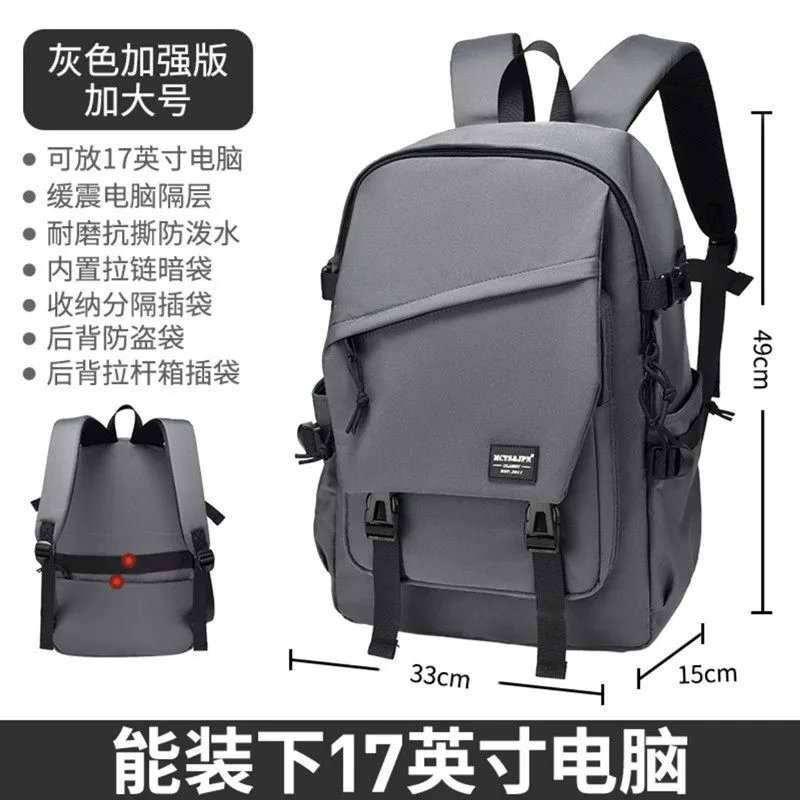 灰色加强版
加大号
可放17英寸电脑
缓震电脑隔层
耐磨抗撕防泼水
内置拉链暗袋
收纳分隔插袋
后背防盗袋
后背拉杆箱插袋
MCYS&JPN
CLASSIC
49cm
33cm
15cm
能装下17英寸电脑